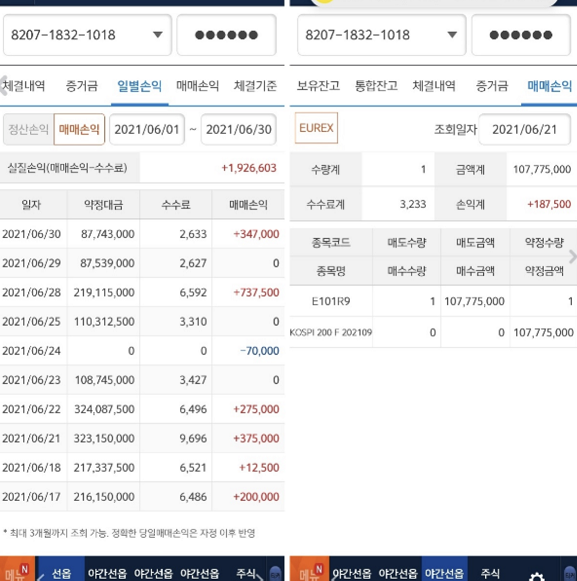 8207-1832-1018
체결내역 증거금 일별손익 매매손익 체결기준
정산손익 매매손익 2021/06/01 ~ 2021/06/30
실질손익(매매손익-수수료) +1,926,603
일자 약정대금 수수료 매매손익
2021/06/30 87,743,000 2,633 +347,000
2021/06/29 87,539,000 2,627 0
2021/06/28 219,115,000 6,592 +737,500
2021/06/25 110,312,500 3,310 0
2021/06/24 0 0 -70,000
2021/06/23 108,745,000 3,427 0
2021/06/22 324,087,500 6,496 +275,000
2021/06/21 323,150,000 9,696 +375,000
2021/06/18 217,337,500 6,521 +12,500
2021/06/17 216,150,000 6,486 +200,000
* 최대 3개월까지 조회 가능. 정확한 당일매매손익은 자정 이후 반영
메뉴 N 선옵 야간선옵 야간선옵 야간선옵 주식
8207-1832-1018
보유잔고 통합잔고 체결내역 증거금 매매손익
EUREX 조회일자 2021/06/21
수량계 1 금액계 107,775,000
수수료계 3,233 손익계 +187,500
종목코드 매도수량 매도금액 약정수량
종목명 매수수량 매수금액 약정금액
E101R9 1 107,775,000 1
KOSPI 200 F 202109 0 0 107,775,000
메뉴 N 야간선옵 야간선옵 야간선옵 주식